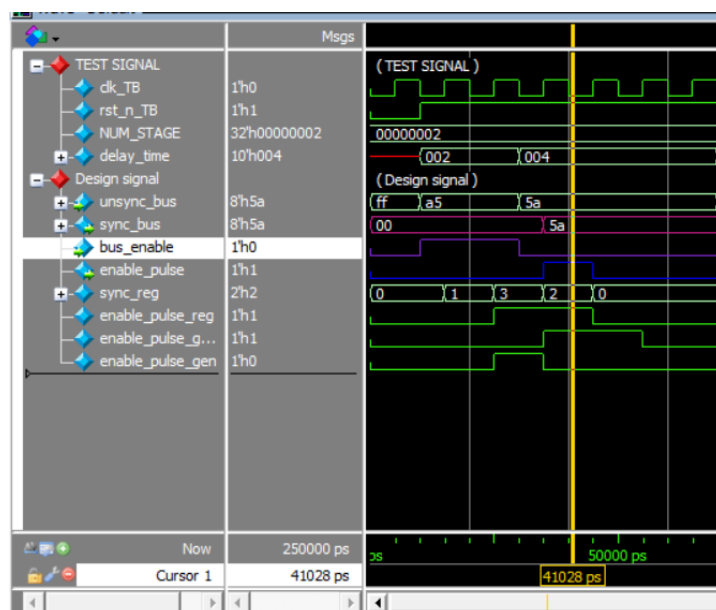 Msgs
TEST SIGNAL ( TEST SIGNAL )
clk_TB 1'h0
rst_n_TB 1'h1
NUM_STAGE 32'h00000002 00000002
delay_time 10'h004 002 004
Design signal ( Design signal )
unsync_bus 8'h5a ff a5 5a
sync_bus 8'h5a 00 5a
bus_enable 1'h0
enable_pulse 1'h1
sync_reg 2'h2 0 1 3 2 0
enable_pulse_reg 1'h1
enable_pulse_g... 1'h1
enable_pulse_gen 1'h0
Now 250000 ps ps 50000 ps
Cursor 1 41028 ps 41028 ps